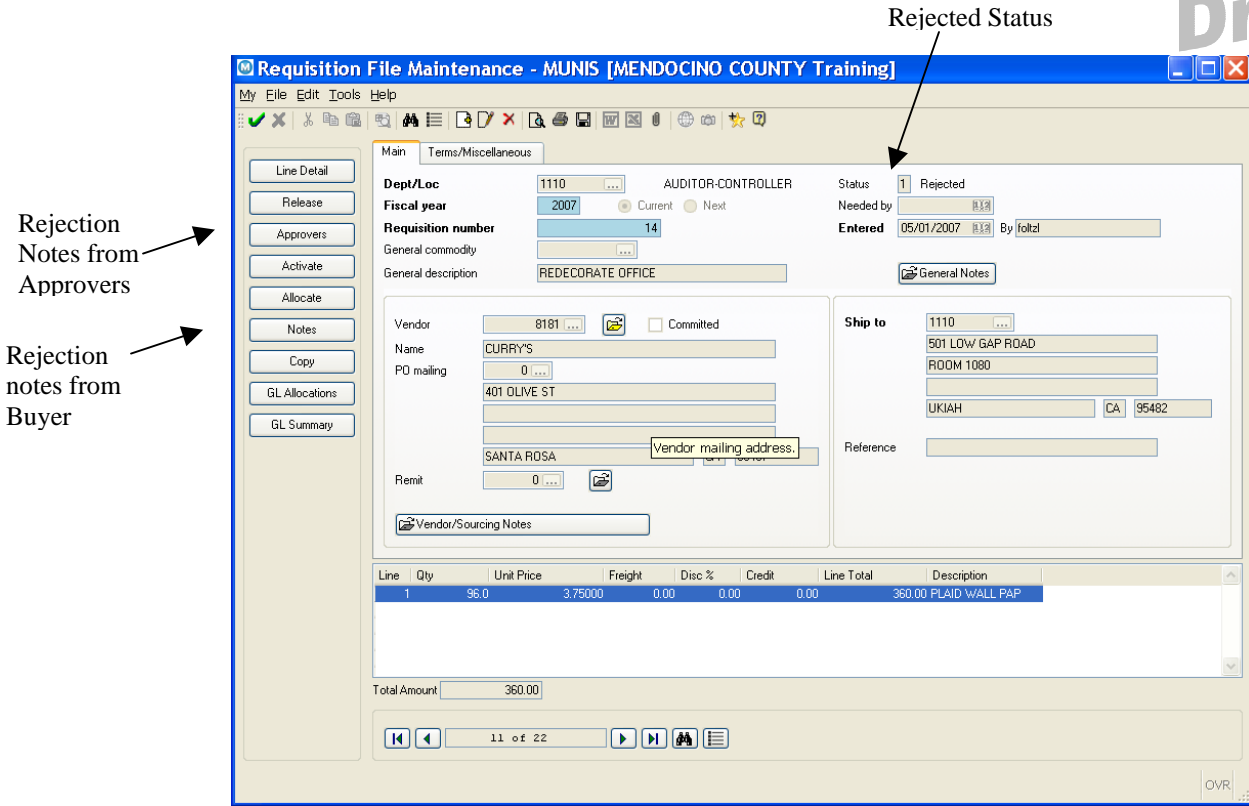 Rejected Status
Dr
Requisition File Maintenance - MUNIS [MENDOCINO COUNTY Training]
My File Edit Tools Help
Main Terms/Miscellaneous
Line Detail
Release
Approvers
Activate
Allocate
Notes
Copy
GL Allocations
GL Summary
Rejection
Notes from
Approvers
Rejection
notes from
Buyer
Dept/Loc 1110 ... AUDITOR-CONTROLLER Status 1 Rejected
Fiscal year 2007 Current Next Needed by
Requisition number 14 Entered 05/01/2007 By foltzl
General commodity ...
General description REDECORATE OFFICE General Notes
Vendor 8181 ... Committed Ship to 1110 ...
Name CURRY'S 501 LOW GAP ROAD
PO mailing 0 ... ROOM 1080
401 OLIVE ST
UKIAH CA 95482
Vendor mailing address.
SANTA ROSA
Reference
Remit 0 ...
Vendor/Sourcing Notes
Line Qty Unit Price Freight Disc % Credit Line Total Description
1 96.0 3.75000 0.00 0.00 0.00 360.00 PLAID WALL PAP
Total Amount 360.00
11 of 22
OVR